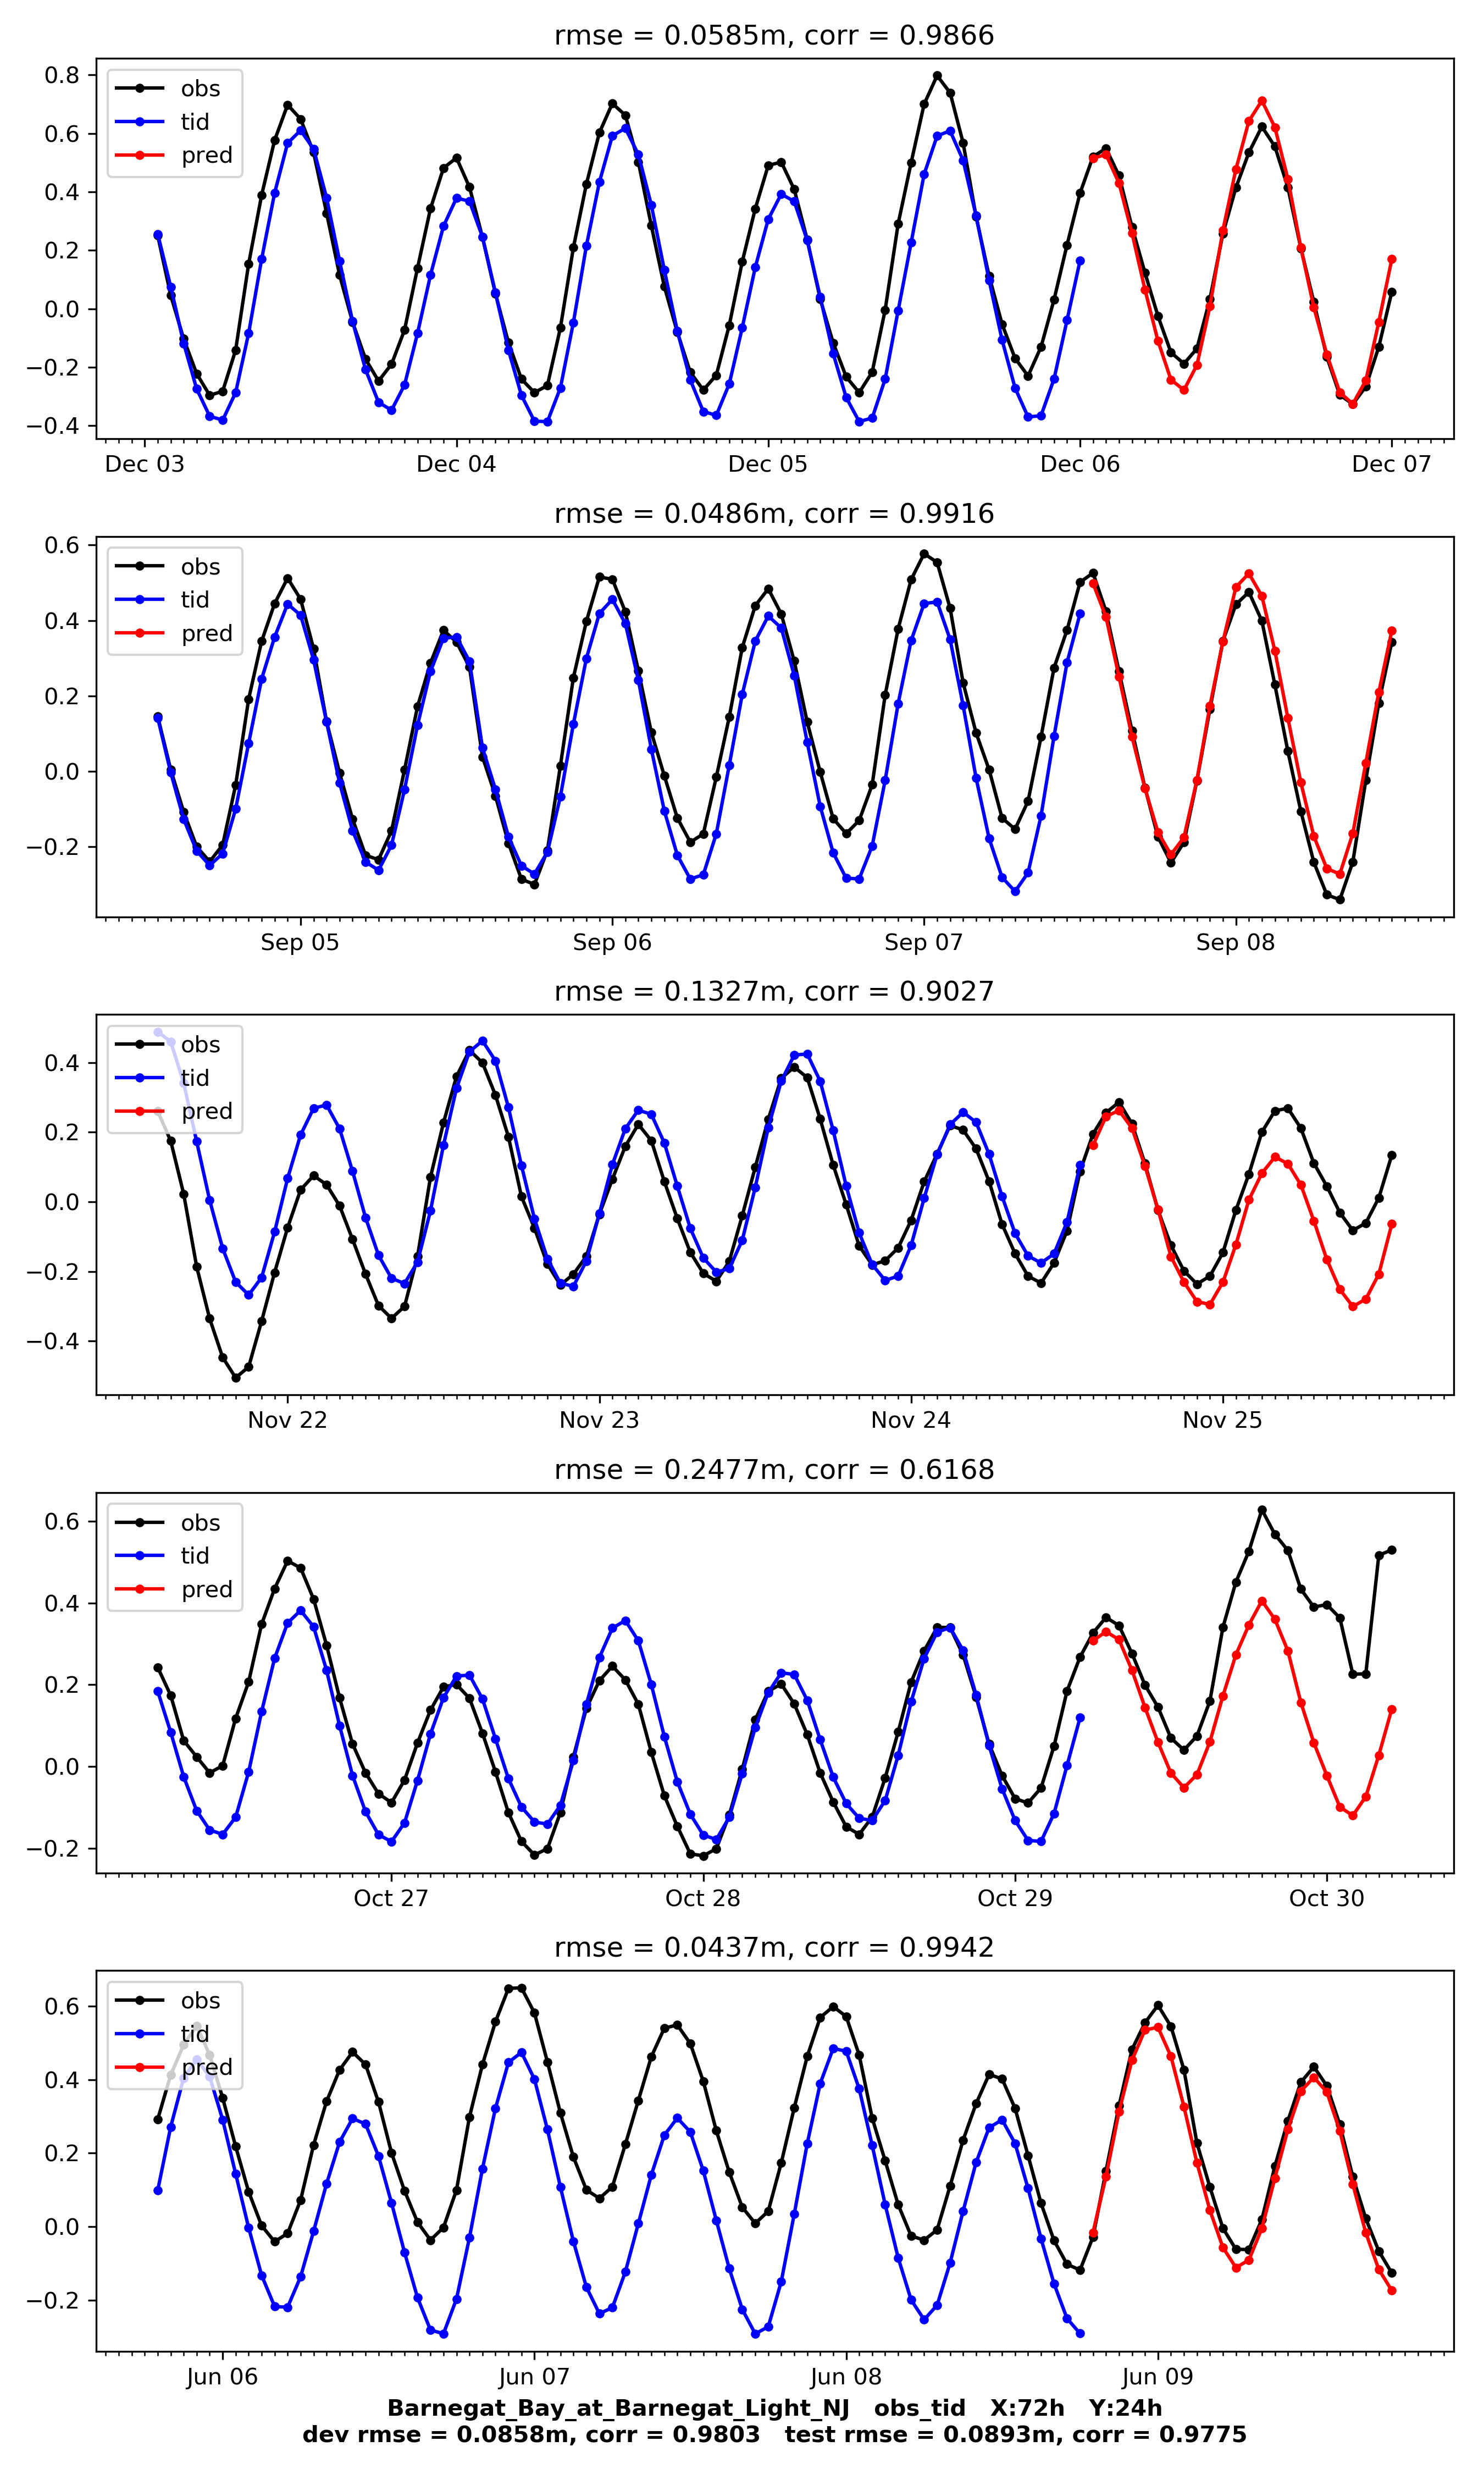 rmse = 0.0585m, corr = 0.9866
0.8
0.6
0.4
0.2
0.0
−0.2
−0.4
obs
tid
pred
Dec 03 Dec 04 Dec 05 Dec 06 Dec 07
rmse = 0.0486m, corr = 0.9916
0.6
0.4
0.2
0.0
−0.2
obs
tid
pred
Sep 05 Sep 06 Sep 07 Sep 08
rmse = 0.1327m, corr = 0.9027
0.4
0.2
0.0
−0.2
−0.4
obs
tid
pred
Nov 22 Nov 23 Nov 24 Nov 25
rmse = 0.2477m, corr = 0.6168
0.6
0.4
0.2
0.0
−0.2
obs
tid
pred
Oct 27 Oct 28 Oct 29 Oct 30
rmse = 0.0437m, corr = 0.9942
0.6
0.4
0.2
0.0
−0.2
obs
tid
pred
Jun 06 Jun 07 Jun 08 Jun 09
Barnegat_Bay_at_Barnegat_Light_NJ obs_tid X:72h Y:24h
dev rmse = 0.0858m, corr = 0.9803 test rmse = 0.0893m, corr = 0.9775